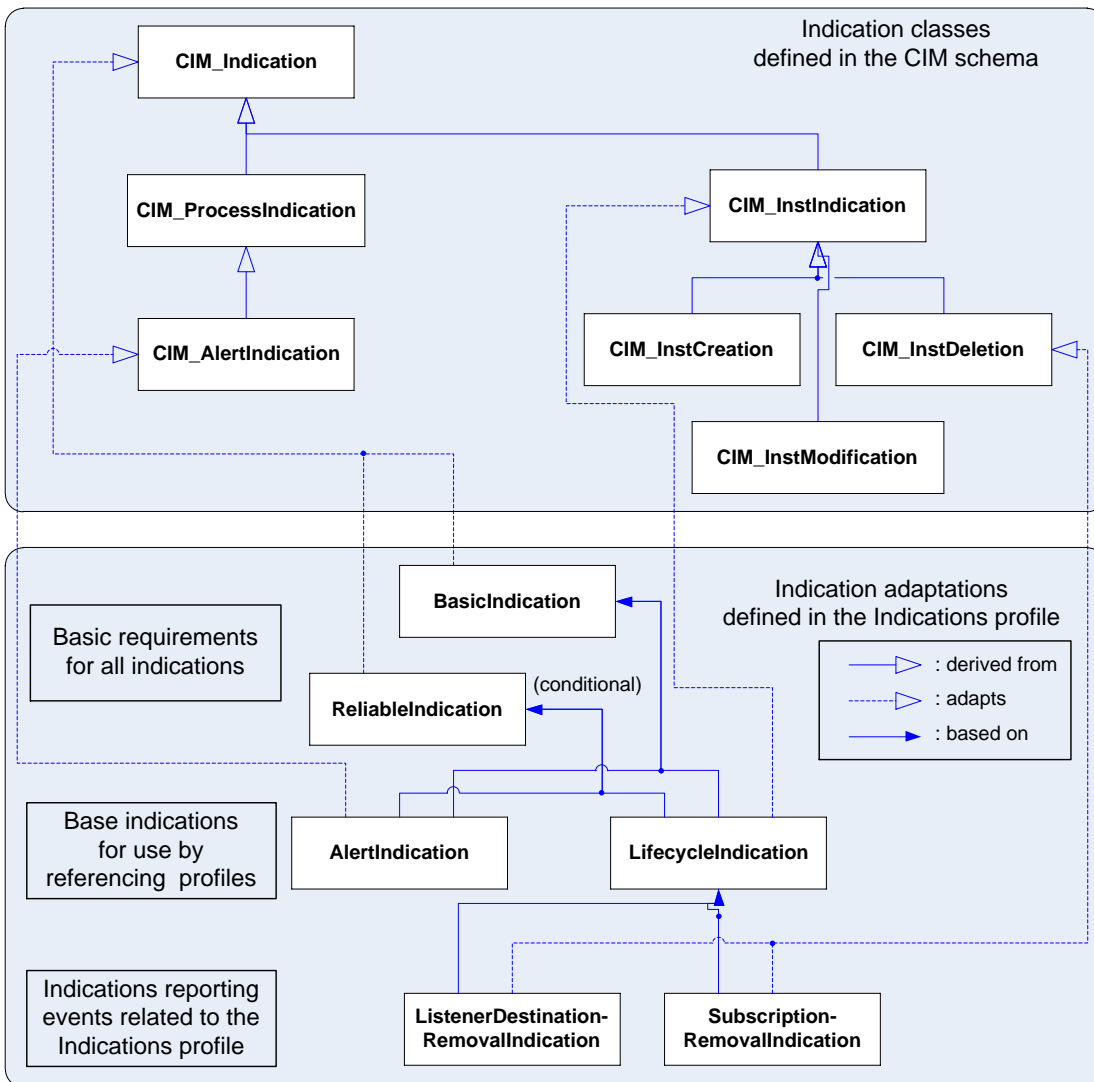 Indication classes
defined in the CIM schema
CIM_Indication
CIM_ProcessIndication
CIM_InstIndication
CIM_AlertIndication
CIM_InstCreation
CIM_InstDeletion
CIM_InstModification
Indication adaptations
defined in the Indications profile
BasicIndication
Basic requirements
for all indications
: derived from
: adapts
: based on
(conditional)
ReliableIndication
Base indications
for use by
referencing profiles
AlertIndication
LifecycleIndication
Indications reporting
events related to the
Indications profile
ListenerDestination-
RemovalIndication
Subscription-
RemovalIndication